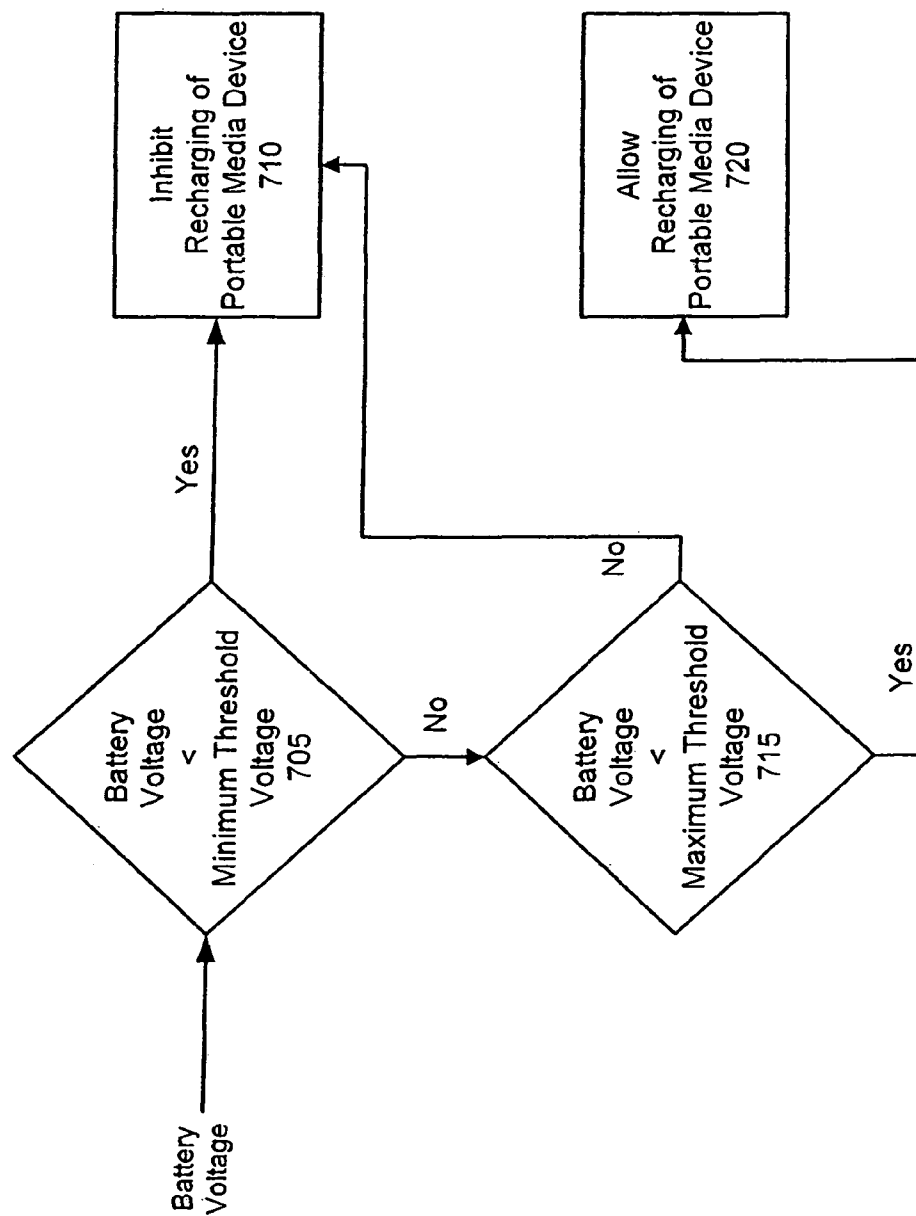 Battery
Voltage
Battery
Voltage
<
Minimum Threshold
Voltage
705
Yes
Inhibit
Recharging of
Portable Media Device
710
No
Battery
Voltage
<
Maximum Threshold
Voltage
715
No
Yes
Allow
Recharging of
Portable Media Device
720